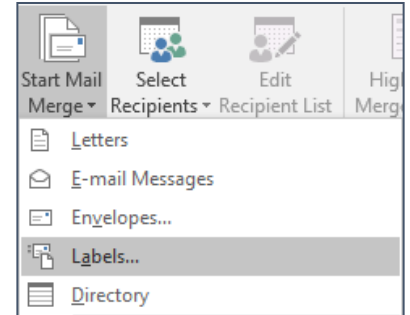 Start Mail Select Edit
Merge Recipients Recipient List
Letters
E-mail Messages
Envelopes...
Labels...
Directory